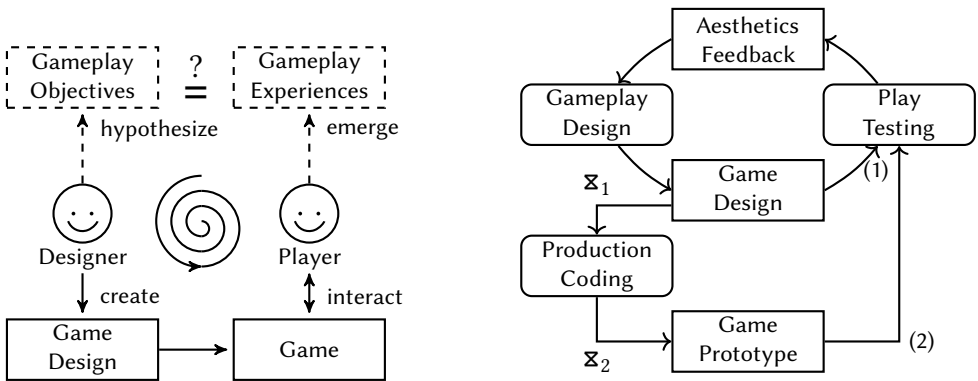 Gameplay
Objectives
?
=
Gameplay
Experiences
hypothesize
emerge
Designer
Player
create
interact
Game
Design
Game
Aesthetics
Feedback
Gameplay
Design
Play
Testing
(1)
Game
Design
⧖1
Production
Coding
Game
Prototype
(2)
⧖2